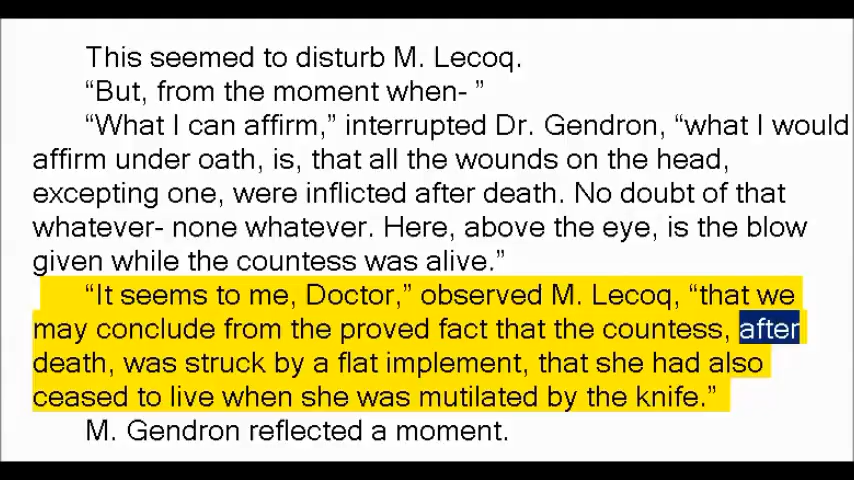 This seemed to disturb M. Lecoq.
“But, from the moment when- ”
“What I can affirm,” interrupted Dr. Gendron, “what I would
affirm under oath, is, that all the wounds on the head,
excepting one, were inflicted after death. No doubt of that
whatever- none whatever. Here, above the eye, is the blow
given while the countess was alive.”
“It seems to me, Doctor,” observed M. Lecoq, “that we
may conclude from the proved fact that the countess, after
death, was struck by a flat implement, that she had also
ceased to live when she was mutilated by the knife.”
M. Gendron reflected a moment.